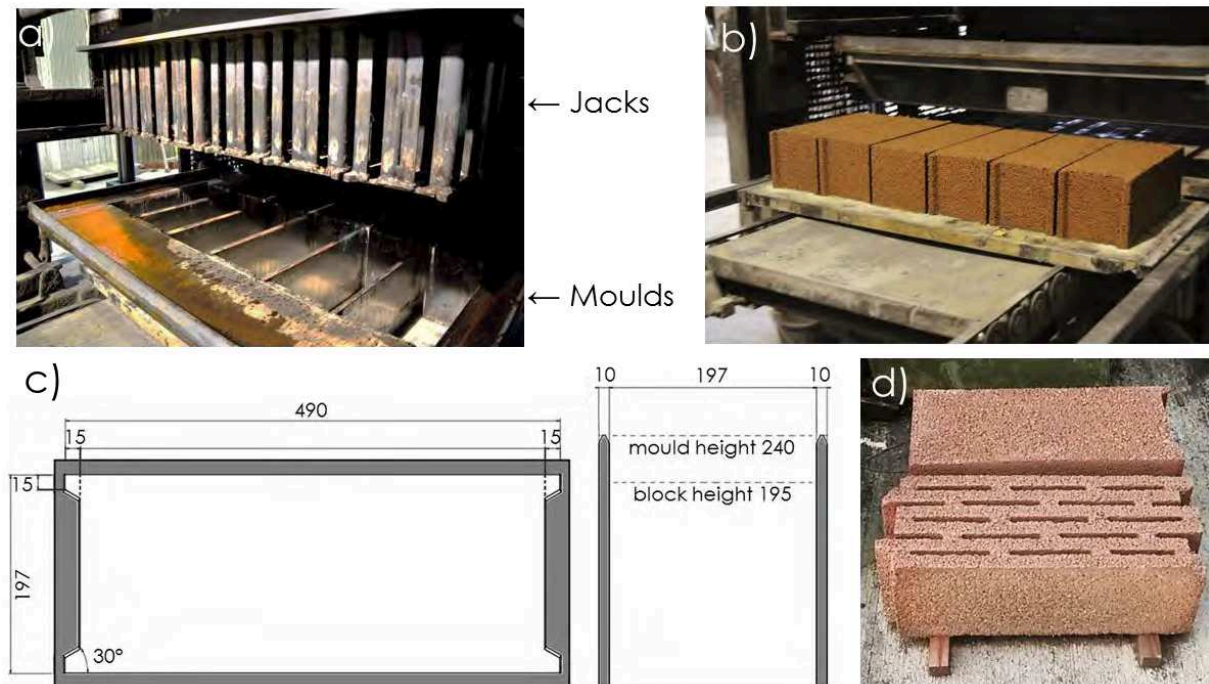 a
← Jacks
← Moulds
b)
c)
490
15
15
15
197
30°
10
197
10
mould height 240
block height 195
d)